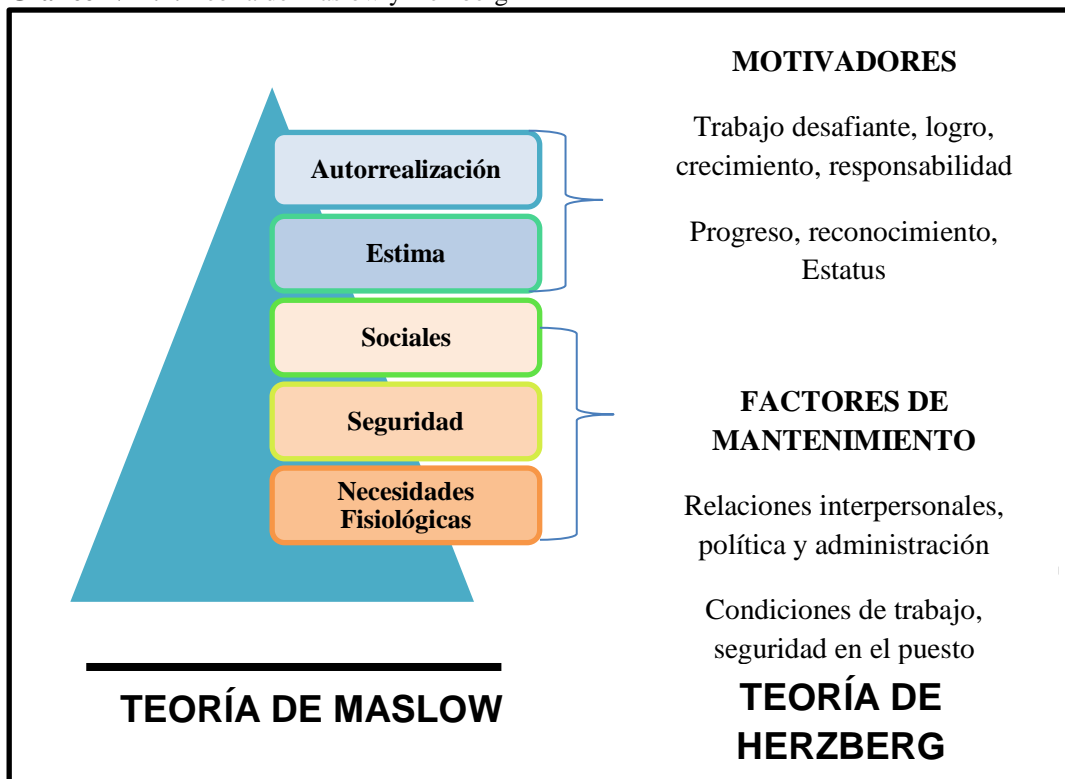 Autorrealización
Estima
Sociales
Seguridad
Necesidades
Fisiológicas
TEORÍA DE MASLOW
MOTIVADORES
Trabajo desafiante, logro,
crecimiento, responsabilidad
Progreso, reconocimiento,
Estatus
FACTORES DE
MANTENIMIENTO
Relaciones interpersonales,
política y administración
Condiciones de trabajo,
seguridad en el puesto
TEORÍA DE
HERZBERG